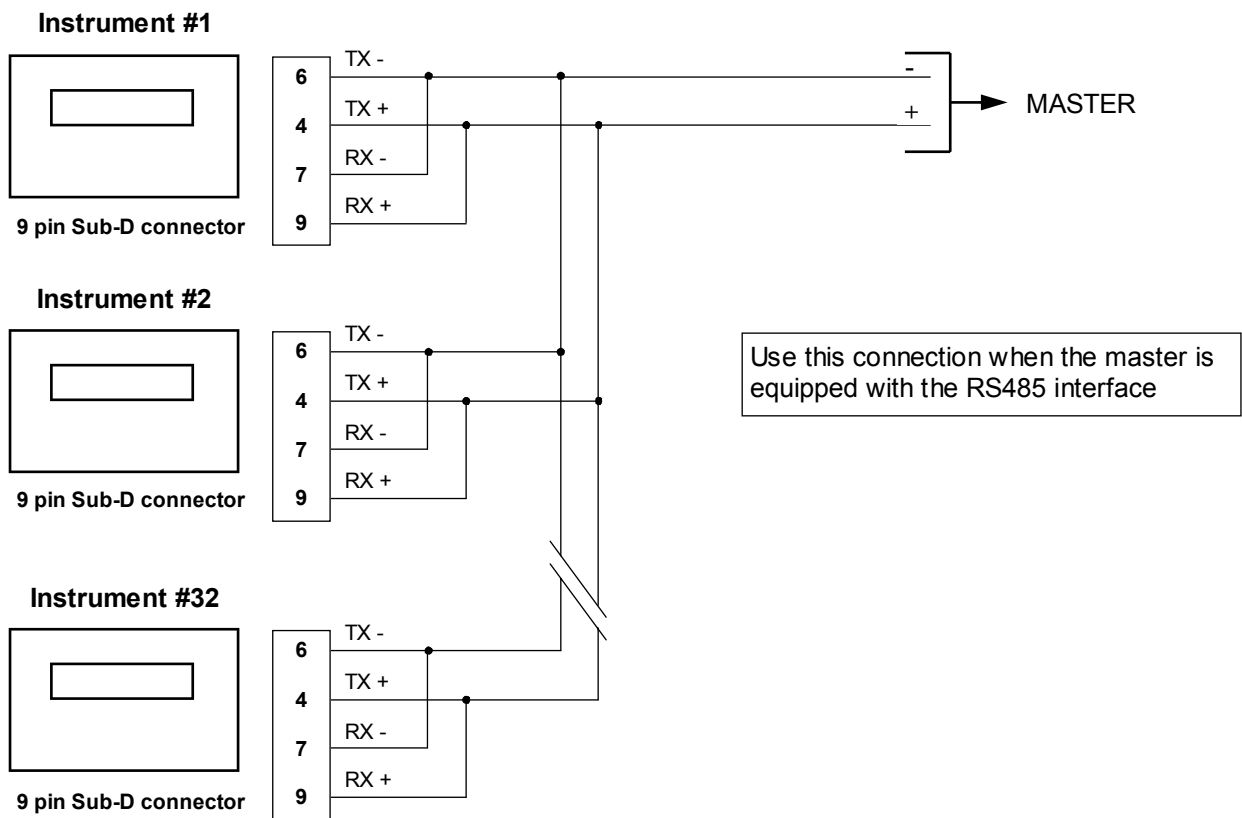 Instrument #1
6
TX -
4
TX +
7
RX -
9
RX +
9 pin Sub-D connector
-
+
MASTER
Instrument #2
6
TX -
4
TX +
7
RX -
9
RX +
9 pin Sub-D connector
Use this connection when the master is
equipped with the RS485 interface
Instrument #32
6
TX -
4
TX +
7
RX -
9
RX +
9 pin Sub-D connector